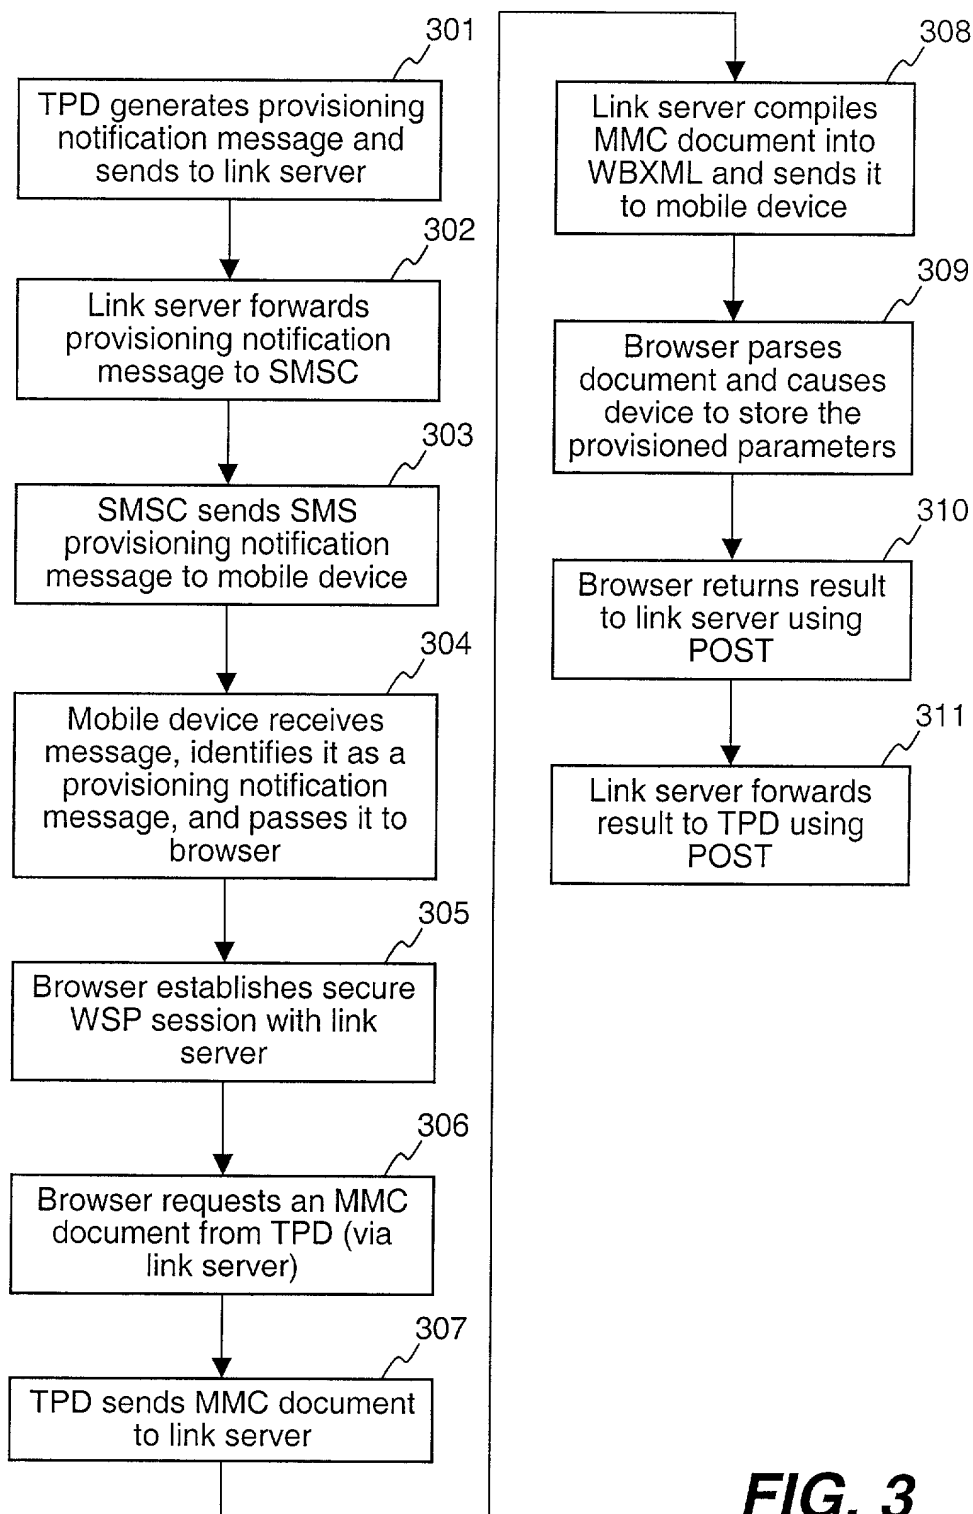 301
TPD generates provisioning
notification message and
sends to link server
302
Link server forwards
provisioning notification
message to SMSC
303
SMSC sends SMS
provisioning notification
message to mobile device
304
Mobile device receives
message, identifies it as a
provisioning notification
message, and passes it to
browser
305
Browser establishes secure
WSP session with link
server
306
Browser requests an MMC
document from TPD (via
link server)
307
TPD sends MMC document
to link server
308
Link server compiles
MMC document into
WBXML and sends it
to mobile device
309
Browser parses
document and causes
device to store the
provisioned parameters
310
Browser returns result
to link server using
POST
311
Link server forwards
result to TPD using
POST
FIG. 3